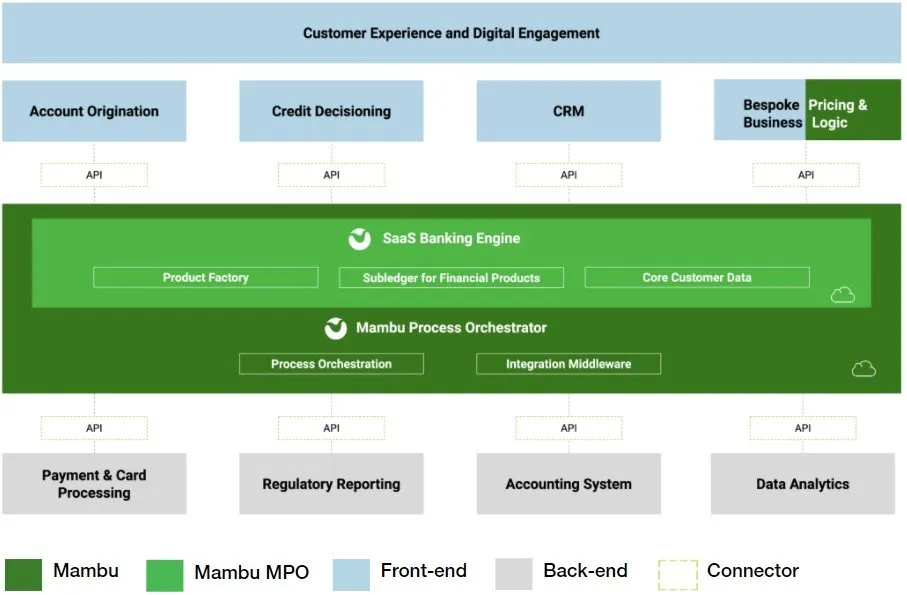 Customer Experience and Digital Engagement
Account Origination
Credit Decisioning
CRM
Bespoke Pricing &
Business Logic
API
API
API
API
SaaS Banking Engine
Product Factory
Subledger for Financial Products
Core Customer Data
Mambu Process Orchestrator
Process Orchestration
Integration Middleware
API
API
API
API
Payment & Card
Processing
Regulatory Reporting
Accounting System
Data Analytics
Mambu
Mambu MPO
Front-end
Back-end
Connector